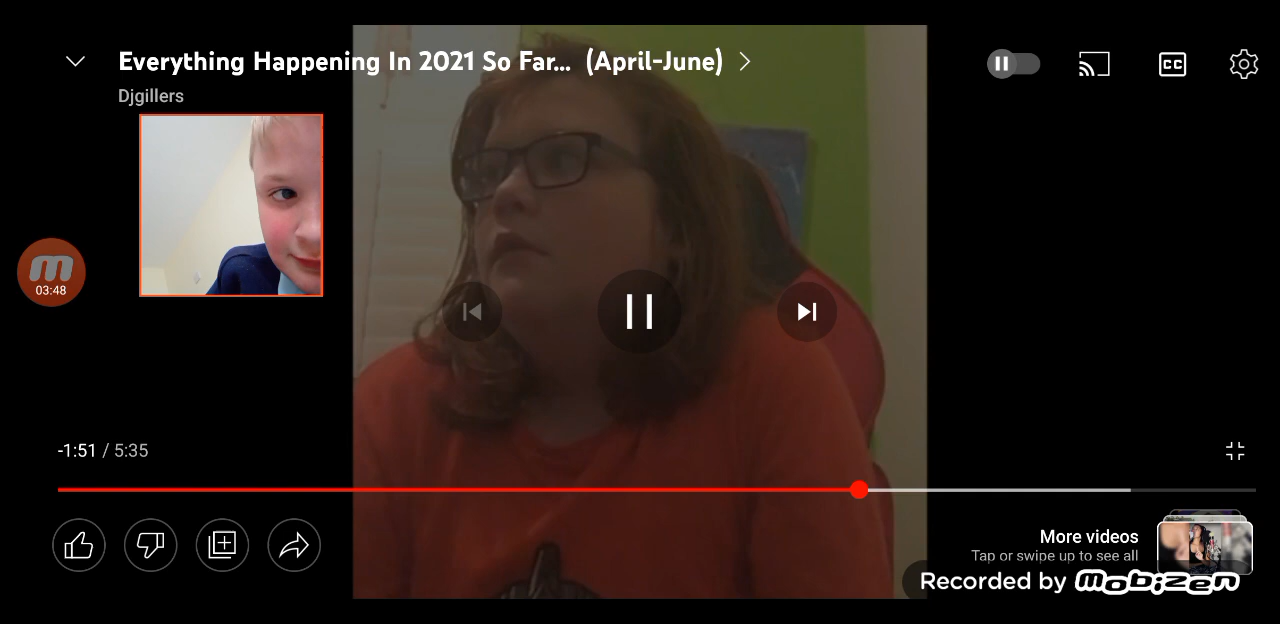 Everything Happening In 2021 So Far... (April-June)
Djgillers
CC
m
03:48
-1:51 / 5:35
More videos
Tap or swipe up to see all
Recorded by mobizen